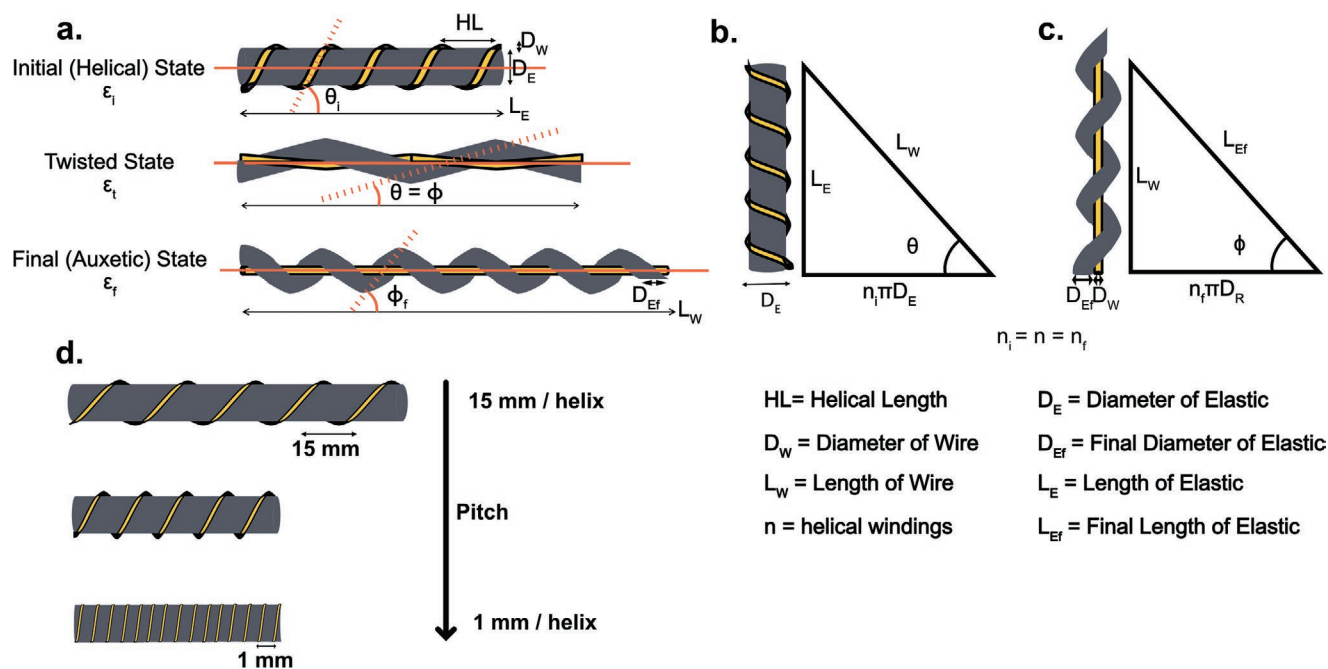 a.
HL
D_W
Initial (Helical) State
ε_i
D_E
θ_i
L_E
Twisted State
ε_t
θ = ϕ
Final (Auxetic) State
ε_f
ϕ_f
D_Ef
L_W
b.
L_W
L_E
θ
D_E
n_iπD_E
c.
L_Ef
L_W
ϕ
D_Ef
D_W
n_fπD_R
n_i = n = n_f
d.
15 mm / helix
15 mm
Pitch
1 mm / helix
1 mm
HL= Helical Length
D_W = Diameter of Wire
L_W = Length of Wire
n = helical windings
D_E = Diameter of Elastic
D_Ef = Final Diameter of Elastic
L_E = Length of Elastic
L_Ef = Final Length of Elastic